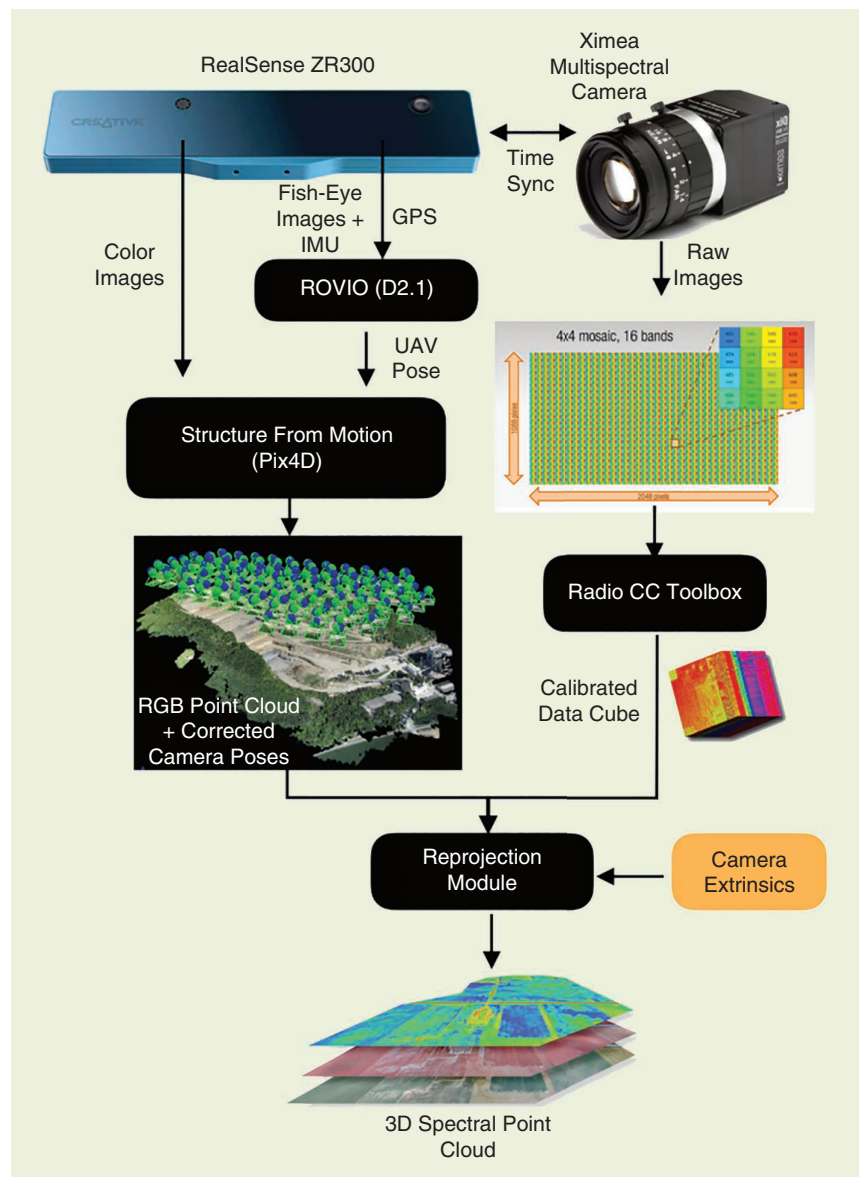 RealSense ZR300
Ximea
Multispectral
Camera
CREATIVE
Time
Sync
Fish-Eye
Images +
IMU
GPS
Color
Images
Raw
Images
ROVIO (D2.1)
4x4 mosaic, 16 bands
UAV
Pose
Structure From Motion
(Pix4D)
2048 pixels
Radio CC Toolbox
RGB Point Cloud
+ Corrected
Camera Poses
Calibrated
Data Cube
Reprojection
Module
Camera
Extrinsics
3D Spectral Point
Cloud